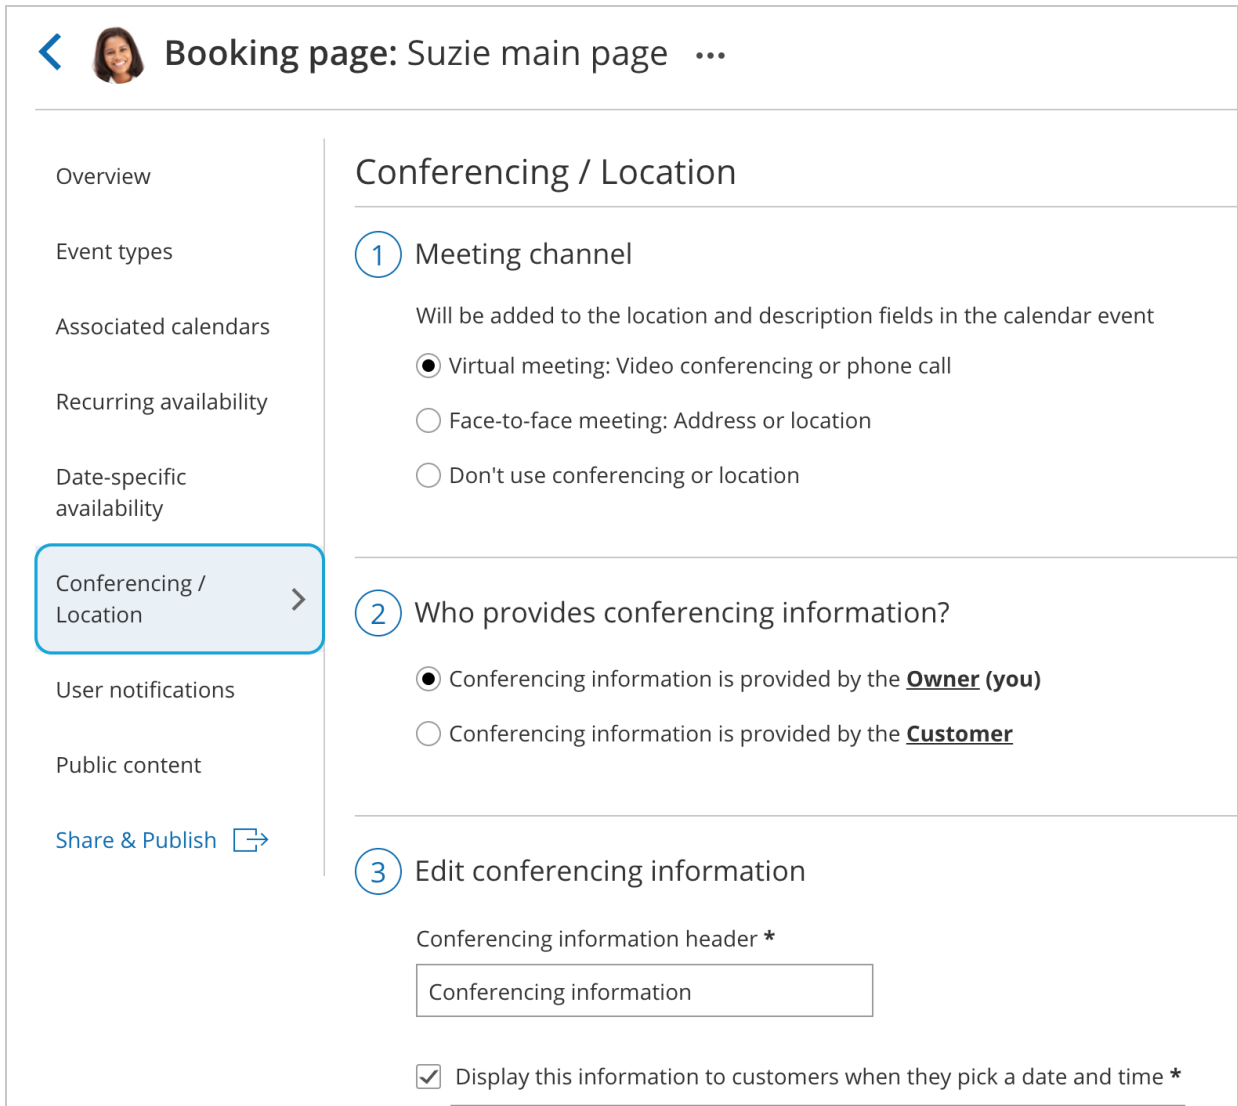 Booking page: Suzie main page
Overview
Event types
Associated calendars
Recurring availability
Date-specific
availability
Conferencing /
Location
User notifications
Public content
Share & Publish
Conferencing / Location
1 Meeting channel
Will be added to the location and description fields in the calendar event
Virtual meeting: Video conferencing or phone call
Face-to-face meeting: Address or location
Don't use conferencing or location
2 Who provides conferencing information?
Conferencing information is provided by the Owner (you)
Conferencing information is provided by the Customer
3 Edit conferencing information
Conferencing information header *
Conferencing information
Display this information to customers when they pick a date and time *